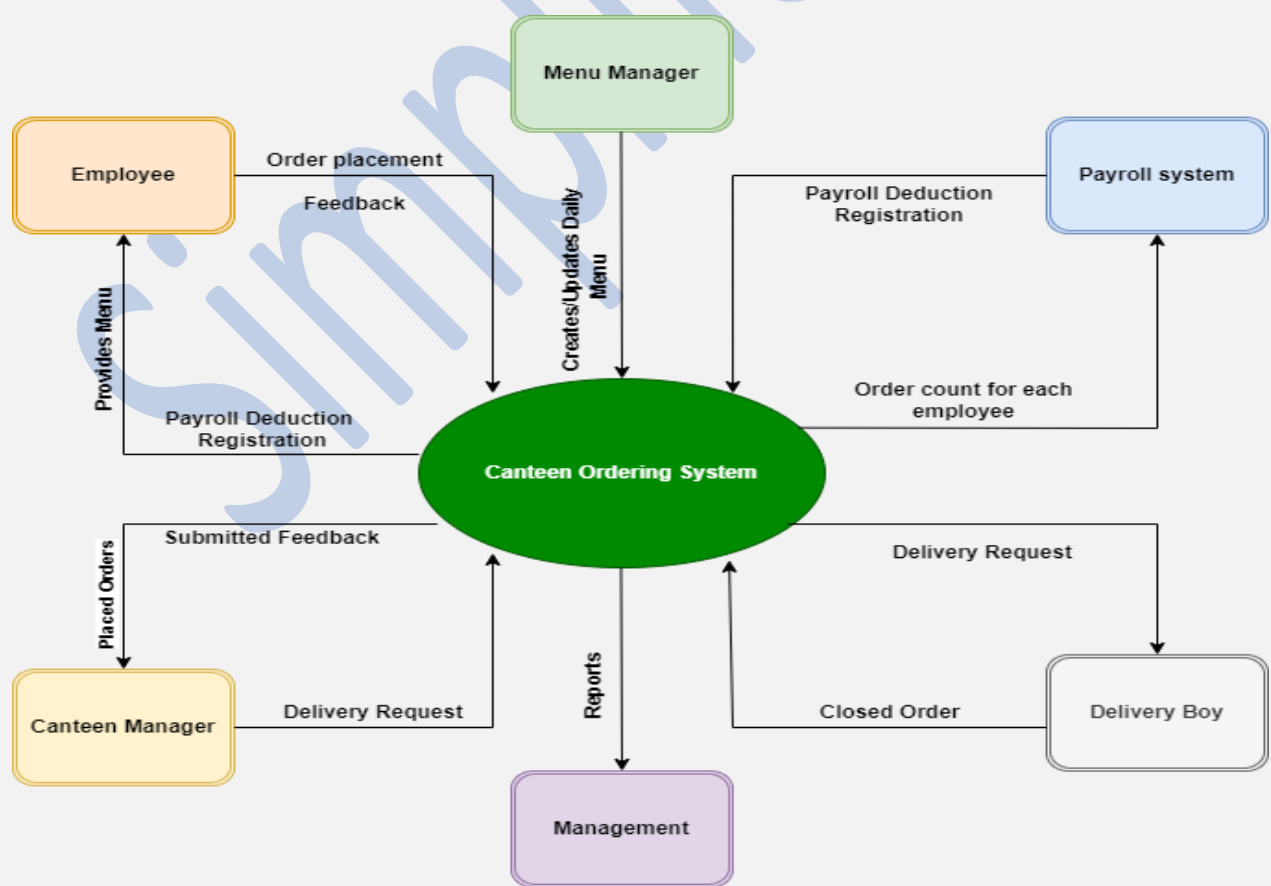 Menu Manager
Employee
Order placement
Feedback
Payroll system
Payroll Deduction
Registration
Creates/Updates Daily
Menu
Provides Menu
Payroll Deduction
Registration
Order count for each
employee
Canteen Ordering System
Submitted Feedback
Placed Orders
Delivery Request
Canteen Manager
Delivery Request
Reports
Closed Order
Delivery Boy
Management